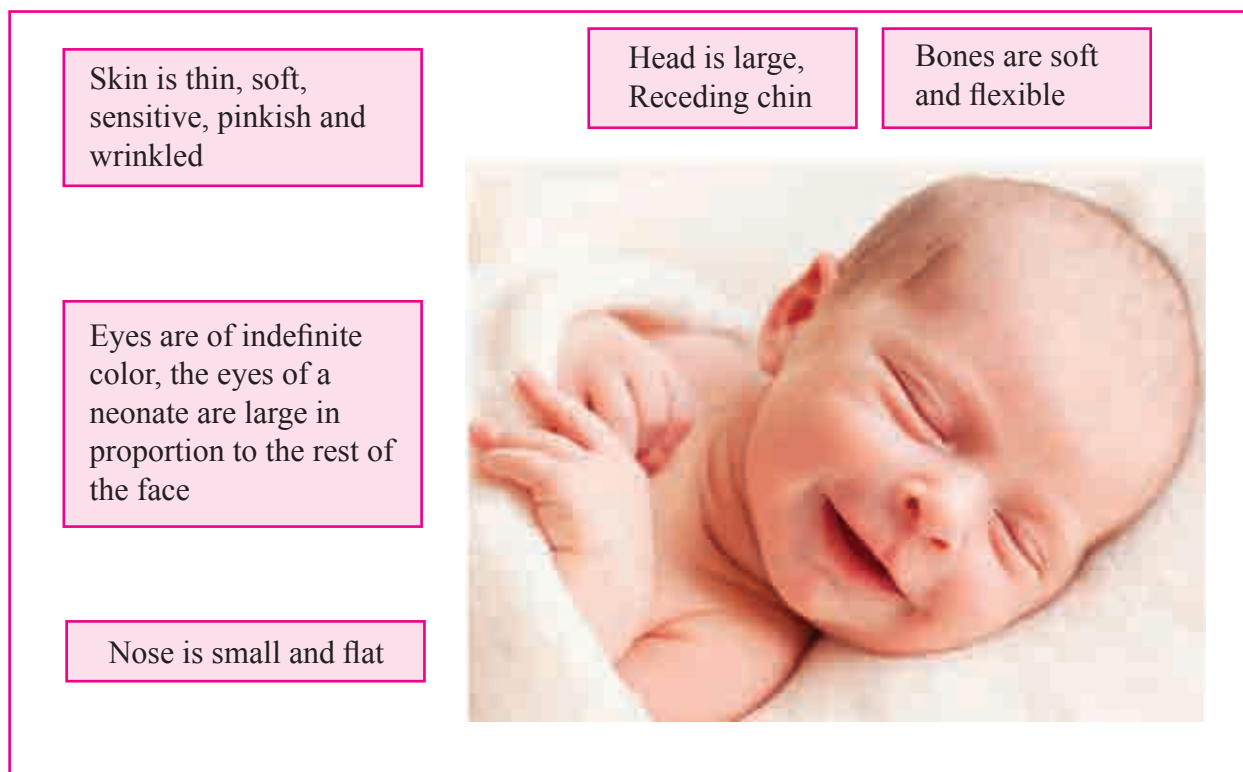 Skin is thin, soft,
sensitive, pinkish and
wrinkled
Head is large,
Receding chin
Bones are soft
and flexible
Eyes are of indefinite
color, the eyes of a
neonate are large in
proportion to the rest of
the face
Nose is small and flat